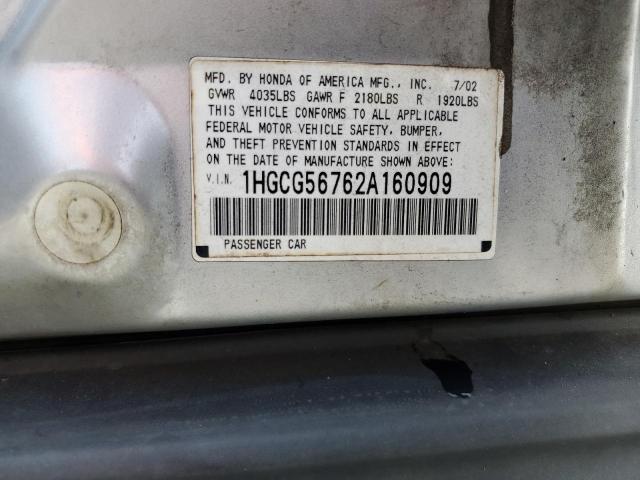 MFD. BY HONDA OF AMERICA MFG., INC. 7/02
GVWR 4035LBS GAWR F 2180LBS R 1920LBS
THIS VEHICLE CONFORMS TO ALL APPLICABLE
FEDERAL MOTOR VEHICLE SAFETY, BUMPER,
AND THEFT PREVENTION STANDARDS IN EFFECT
ON THE DATE OF MANUFACTURE SHOWN ABOVE:
V.I.N. 1HGCG56762A160909
PASSENGER CAR